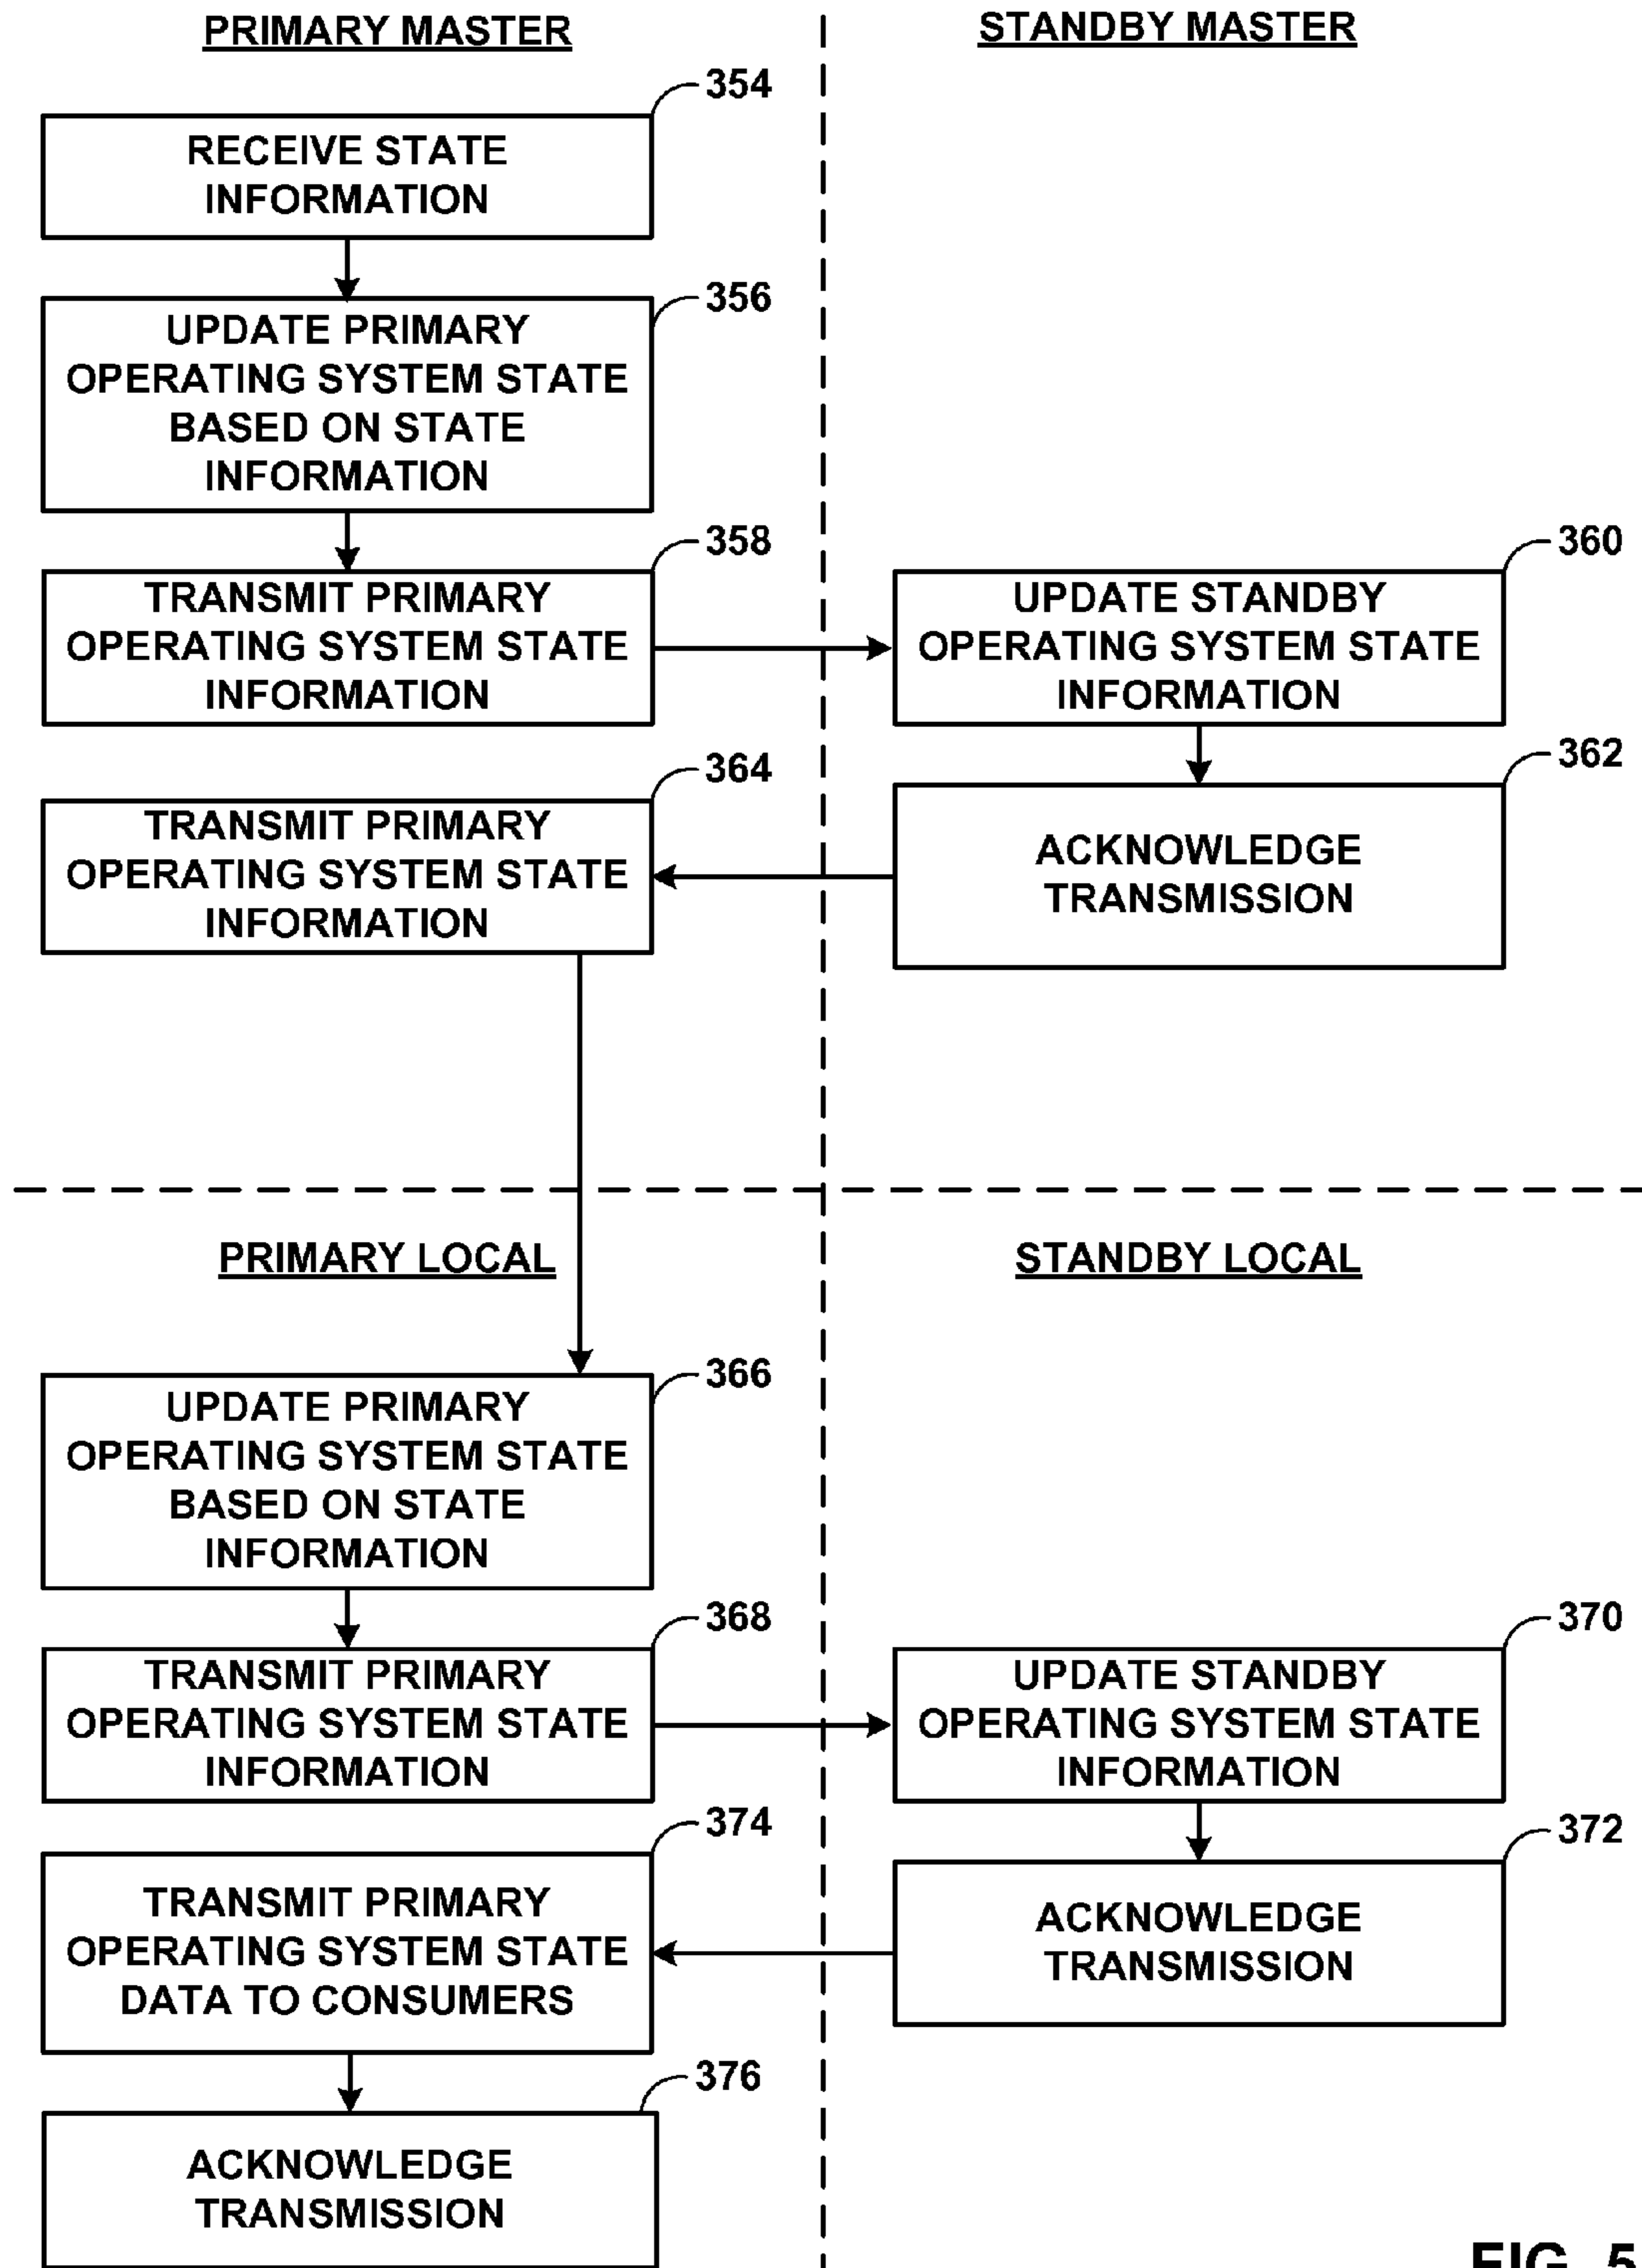 PRIMARY MASTER
STANDBY MASTER
354
RECEIVE STATE
INFORMATION
356
UPDATE PRIMARY
OPERATING SYSTEM STATE
BASED ON STATE
INFORMATION
358
TRANSMIT PRIMARY
OPERATING SYSTEM STATE
INFORMATION
360
UPDATE STANDBY
OPERATING SYSTEM STATE
INFORMATION
362
ACKNOWLEDGE
TRANSMISSION
364
TRANSMIT PRIMARY
OPERATING SYSTEM STATE
INFORMATION
PRIMARY LOCAL
STANDBY LOCAL
366
UPDATE PRIMARY
OPERATING SYSTEM STATE
BASED ON STATE
INFORMATION
368
TRANSMIT PRIMARY
OPERATING SYSTEM STATE
INFORMATION
370
UPDATE STANDBY
OPERATING SYSTEM STATE
INFORMATION
372
ACKNOWLEDGE
TRANSMISSION
374
TRANSMIT PRIMARY
OPERATING SYSTEM STATE
DATA TO CONSUMERS
376
ACKNOWLEDGE
TRANSMISSION
FIG. 5